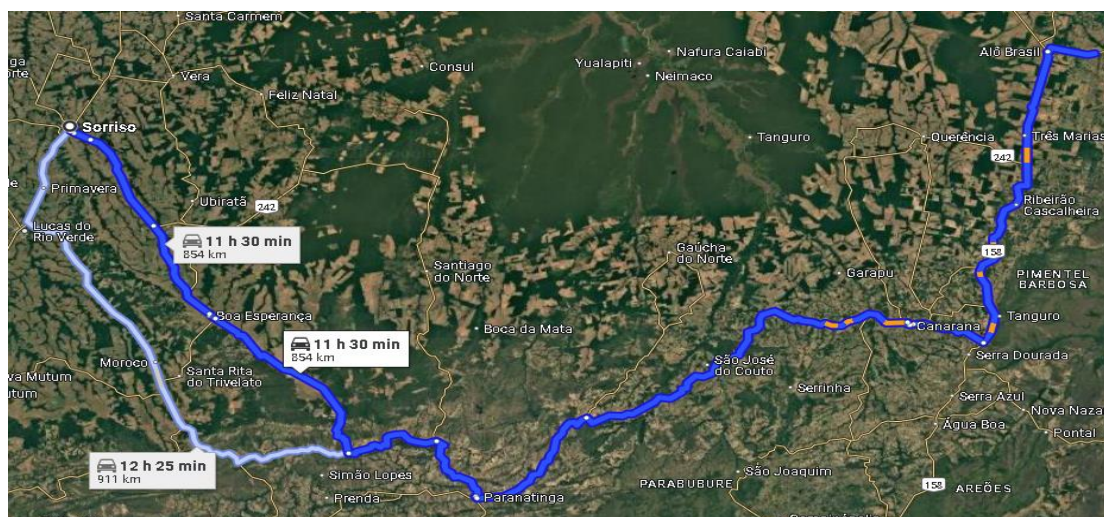 Santa Carmem
Nafura Caiabi
Alô Brasil
Yualapiti
Consul
Neimaco
Vera
Feliz Natal
Sorriso
Tanguro
Querência
Três Marias
242
Primavera
Ubiratã
242
Ribeirão
Cascalheira
Lucas do
Rio Verde
11 h 30 min
854 km
Gaúcha
do Norte
158
Santiago
do Norte
Garapu
PIMENTEL
BARBOSA
Boa Esperança
Boca da Mata
Canarana
Tanguro
11 h 30 min
854 km
Serra Dourada
Moroco
São José
do Couto
Santa Rita
do Trivelato
va Mutum
utum
Serrinha
Serra Azul
Nova Naza
Água Boa
Pontal
12 h 25 min
911 km
Simão Lopes
São Joaquim
PARABUBURE
158
AREÕES
Prenda
Paranatinga